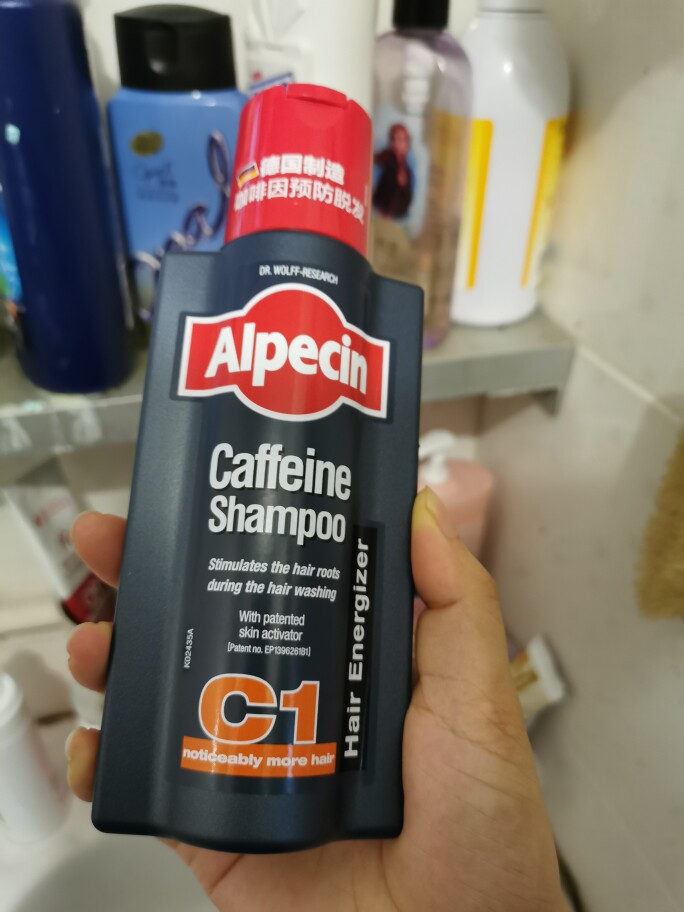 德国制造
咖啡因预防脱发
DR. WOLFF-RESEARCH
Alpecin
Caffeine
Shampoo
Stimulates the hair roots
during the hair washing
With patented
skin activator
[Patent no. EP1396261B1]
K02435A
Hair Energizer
C1
noticeably more hair